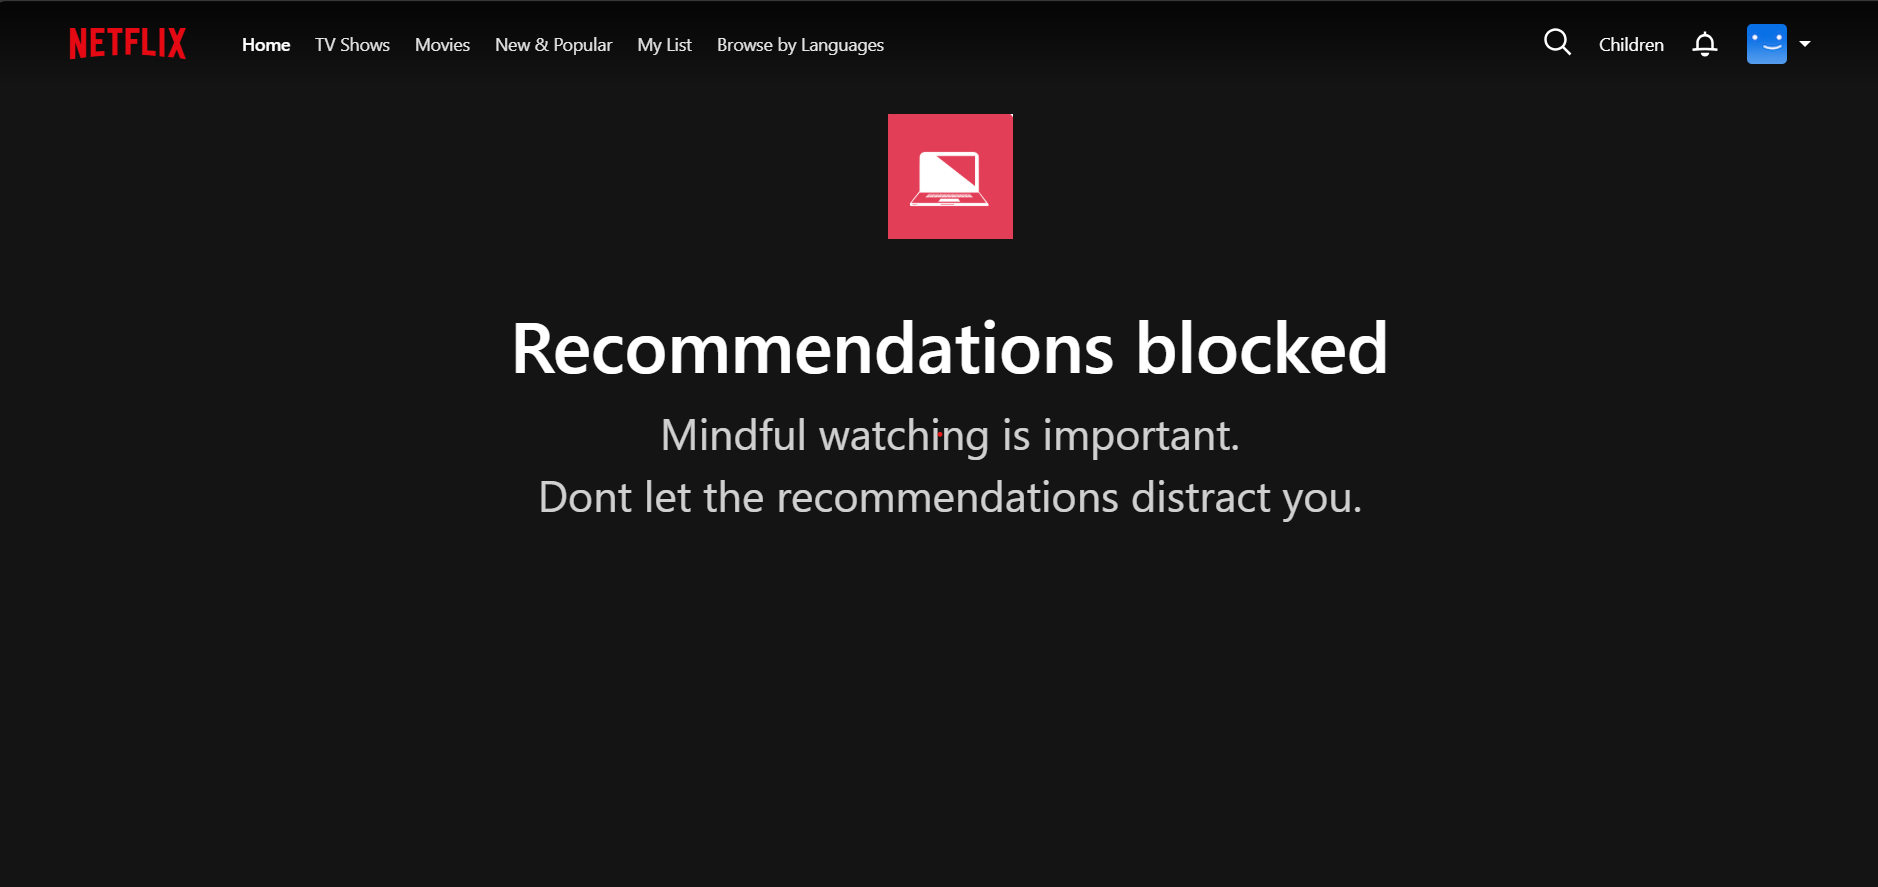 NETFLIX Home TV Shows Movies New & Popular My List Browse by Languages Children
Recommendations blocked
Mindful watching is important.
Dont let the recommendations distract you.